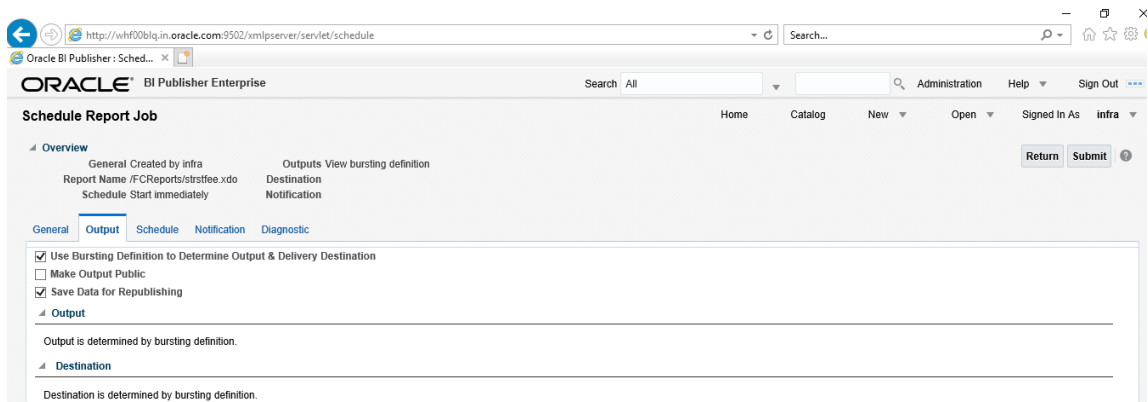 http://whf00blq.in.oracle.com:9502/xmlpserver/servlet/schedule
Search...
Oracle BI Publisher : Sched...
ORACLE® BI Publisher Enterprise
Search All
Administration Help Sign Out
Schedule Report Job
Home Catalog New Open Signed In As infra
Overview
General Created by infra
Outputs View bursting definition
Return Submit
Report Name /FCReports/strstfee.xdo
Destination
Schedule Start immediately
Notification
General Output Schedule Notification Diagnostic
Use Bursting Definition to Determine Output & Delivery Destination
Make Output Public
Save Data for Republishing
Output
Output is determined by bursting definition.
Destination
Destination is determined by bursting definition.